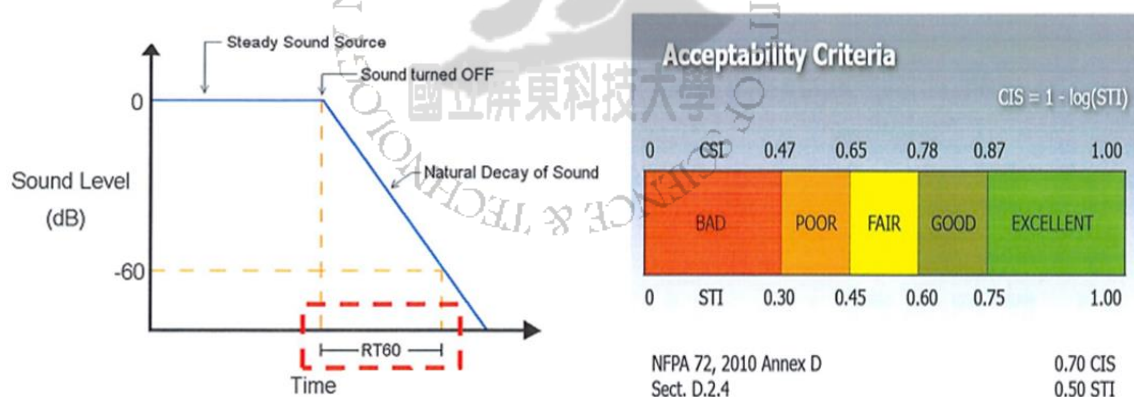 Steady Sound Source
Sound turned OFF
0
Natural Decay of Sound
Sound Level
(dB)
-60
RT60
Time
國立屏東科技大學
OF SCIENCE & TECHNOLOGY
Acceptability Criteria
CIS = 1 - log(STI)
0 CSI 0.47 0.65 0.78 0.87 1.00
BAD POOR FAIR GOOD EXCELLENT
0 STI 0.30 0.45 0.60 0.75 1.00
NFPA 72, 2010 Annex D 0.70 CIS
Sect. D.2.4 0.50 STI